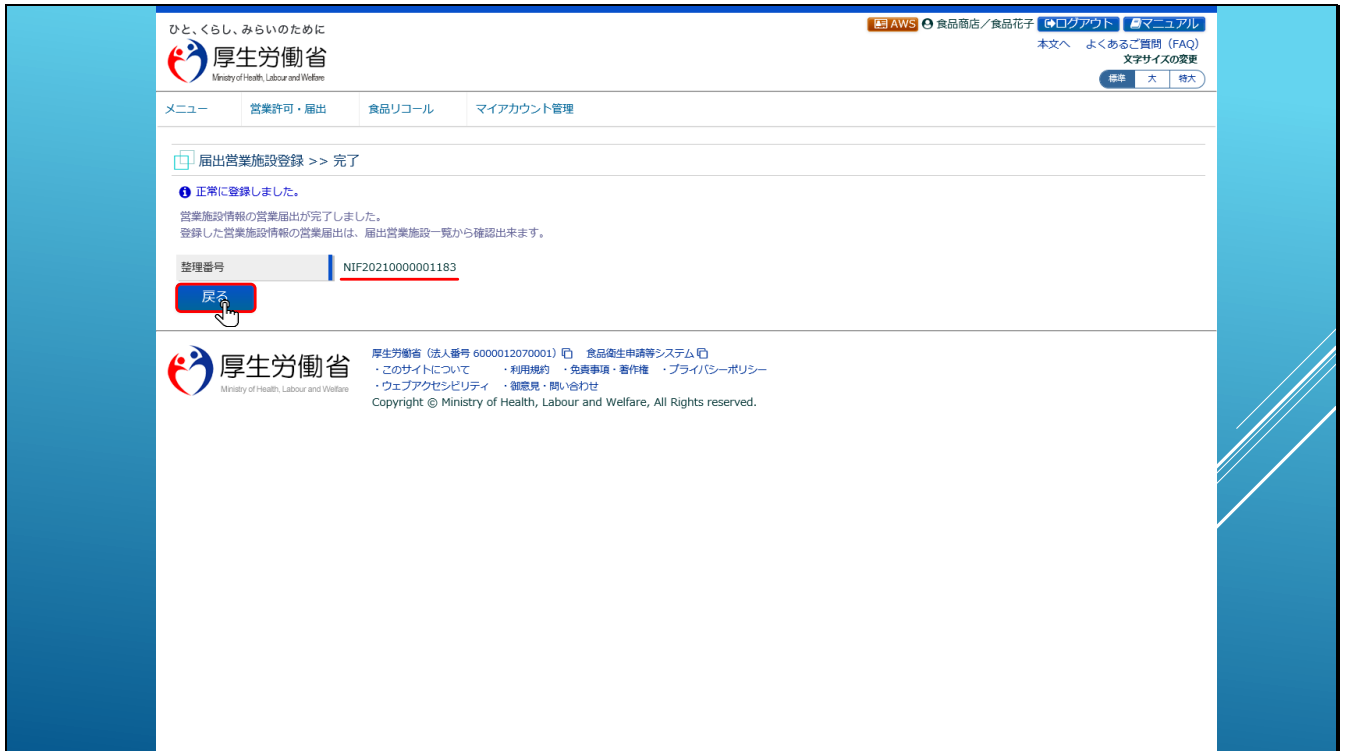 ひと、くらし、みらいのために
厚生労働省
Ministry of Health, Labour and Welfare
AWS 食品商店／食品花子 ログアウト マニュアル
本文へ よくあるご質問（FAQ）
文字サイズの変更
標準 大 特大
メニュー 営業許可・届出 食品リコール マイアカウント管理
届出営業施設登録 >> 完了
正常に登録しました。
営業施設情報の営業届出が完了しました。
登録した営業施設情報の営業届出は、届出営業施設一覧から確認出来ます。
整理番号 NIF20210000001183
戻る
厚生労働省
Ministry of Health, Labour and Welfare
厚生労働省（法人番号 6000012070001） 食品衛生申請等システム
・このサイトについて ・利用規約 ・免責事項・著作権 ・プライバシーポリシー
・ウェブアクセシビリティ ・御意見・問い合わせ
Copyright © Ministry of Health, Labour and Welfare, All Rights reserved.